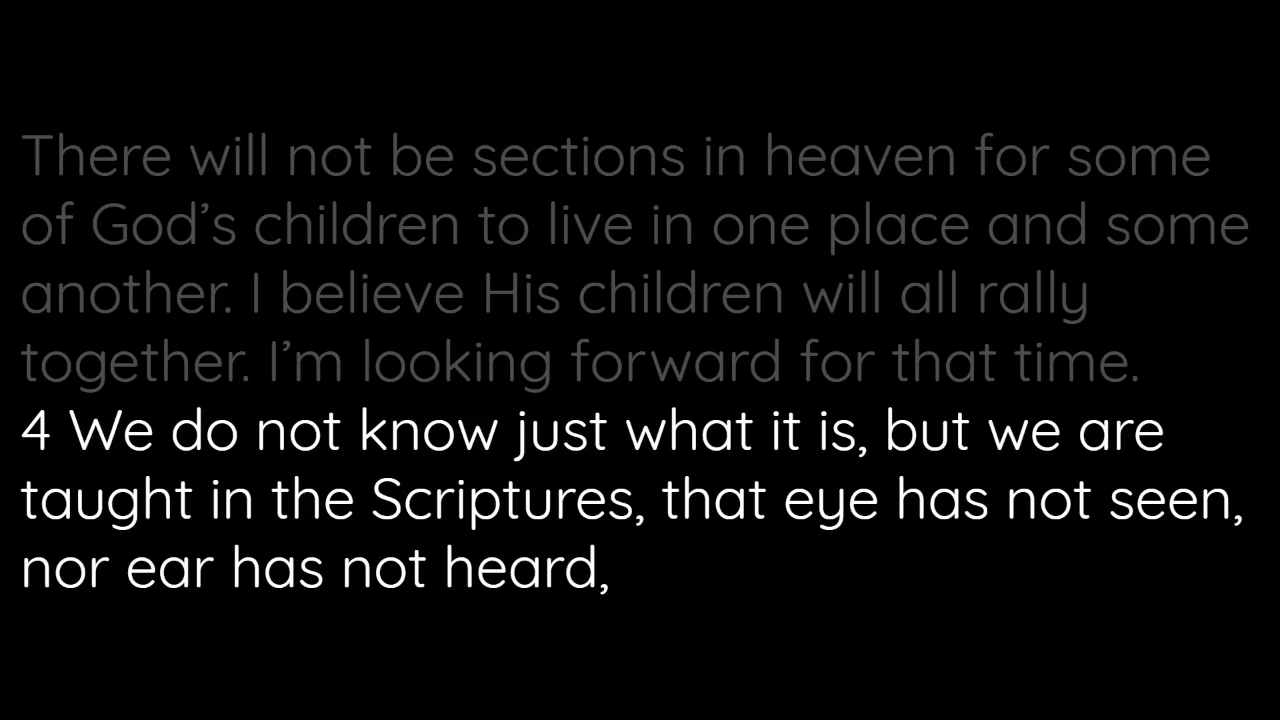 There will not be sections in heaven for some
of God’s children to live in one place and some
another. I believe His children will all rally
together. I’m looking forward for that time.
4 We do not know just what it is, but we are
taught in the Scriptures, that eye has not seen,
nor ear has not heard,